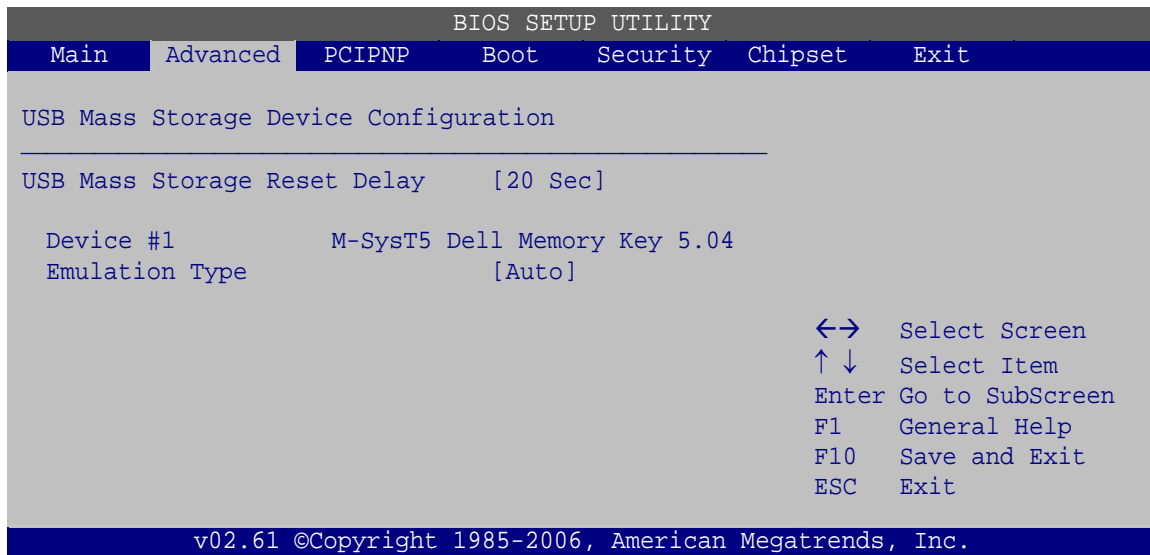 BIOS SETUP UTILITY
Main Advanced PCIPNP Boot Security Chipset Exit
USB Mass Storage Device Configuration
USB Mass Storage Reset Delay [20 Sec]
Device #1 M-SysT5 Dell Memory Key 5.04
Emulation Type [Auto]
←→ Select Screen
↑ ↓ Select Item
Enter Go to SubScreen
F1 General Help
F10 Save and Exit
ESC Exit
v02.61 ©Copyright 1985-2006, American Megatrends, Inc.